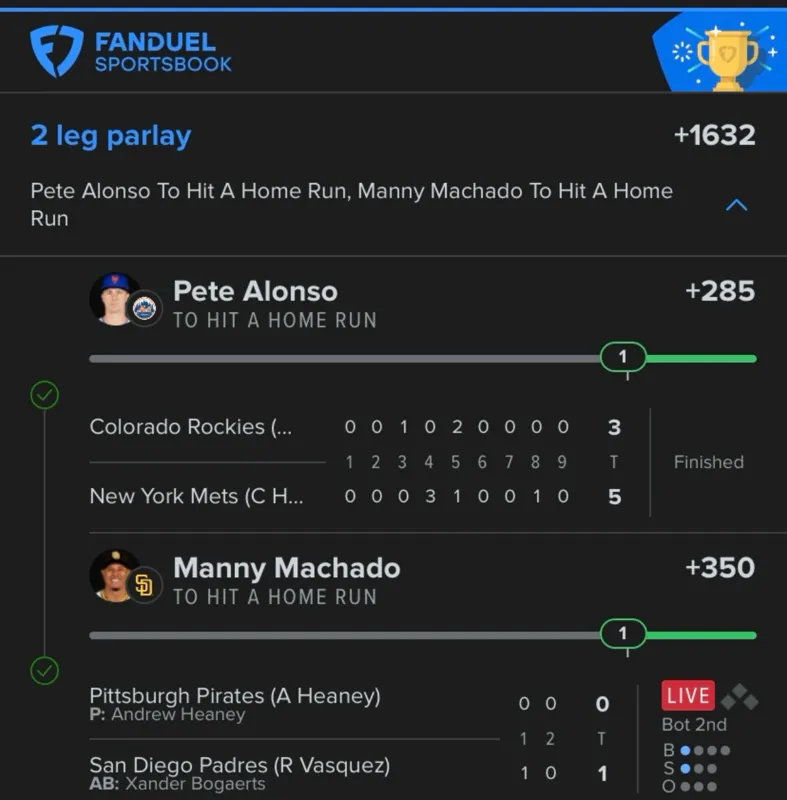 FANDUEL
SPORTSBOOK
2 leg parlay +1632
Pete Alonso To Hit A Home Run, Manny Machado To Hit A Home
Run
Pete Alonso +285
TO HIT A HOME RUN
1
Colorado Rockies (... 0 0 1 0 2 0 0 0 0 3
1 2 3 4 5 6 7 8 9 T Finished
New York Mets (C H... 0 0 0 3 1 0 0 1 0 5
Manny Machado +350
TO HIT A HOME RUN
1
Pittsburgh Pirates (A Heaney) 0 0 0 LIVE
P: Andrew Heaney Bot 2nd
1 2 T B
San Diego Padres (R Vasquez) 1 0 1 S
AB: Xander Bogaerts O